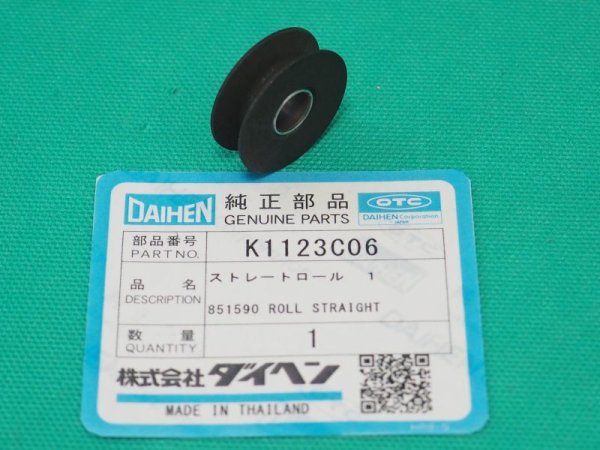 DAIHEN 純正部品 OTC
GENUINE PARTS DAIHEN Corporation
JAPAN
部品番号 K1123C06
PART NO.
品 名 ストレートロール 1
DESCRIPTION 851590 ROLL STRAIGHT
数 量 1
QUANTITY
株式会社 ダイヘン
MADE IN THAILAND